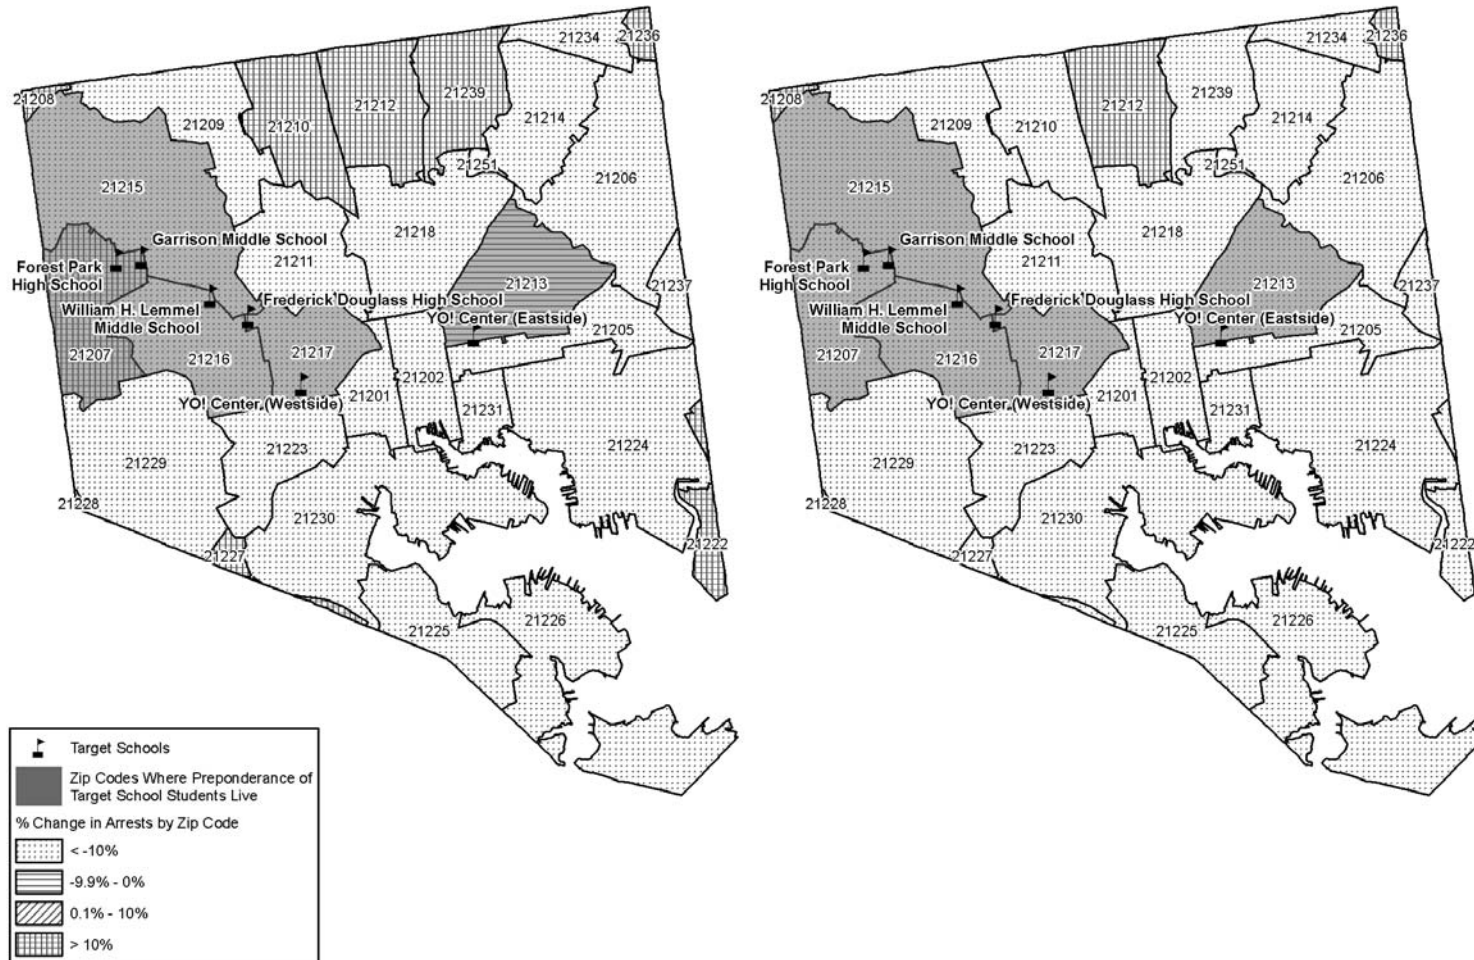 21234
21236
21208
21239
21212
21209
21210
21214
21251
21206
21215
21218
Garrison Middle School
21211
Forest Park
High School
21213
21237
Frederick Douglass High School
William H. Lemmel
Middle School
YO! Center (Eastside)
21205
21207
21216
21217
21202
21201
YO! Center (Westside)
21231
21224
21223
21229
21228
21230
21227
21222
21226
21225
21234
21236
21208
21239
21212
21209
21210
21214
21251
21206
21215
21218
Garrison Middle School
21211
Forest Park
High School
21213
21237
Frederick Douglass High School
William H. Lemmel
Middle School
YO! Center (Eastside)
21205
21207
21216
21217
21202
21201
YO! Center (Westside)
21231
21224
21223
21229
21228
21230
21227
21222
21226
21225
Target Schools
Zip Codes Where Preponderance of
Target School Students Live
% Change in Arrests by Zip Code
< -10%
-9.9% - 0%
0.1% - 10%
> 10%